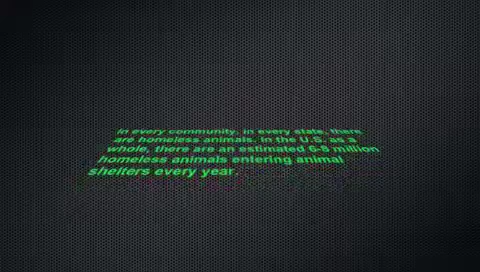 In every community, in every state, there
are homeless animals. In the U.S. as a
whole, there are an estimated 6-8 million
homeless animals entering animal
shelters every year.